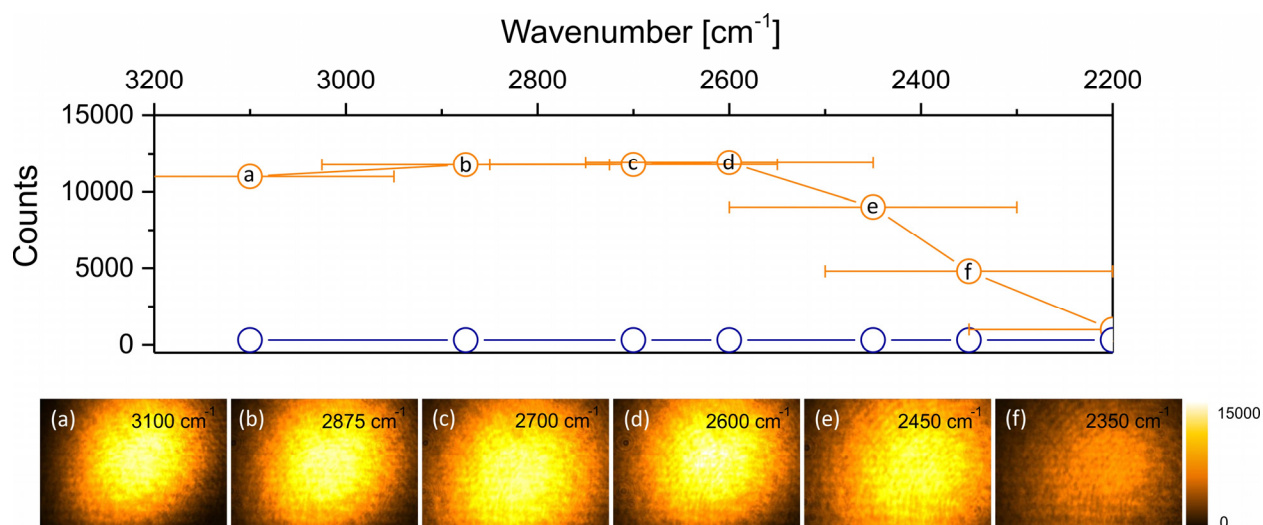 Wavenumber [cm⁻¹]
3200 3000 2800 2600 2400 2200
Counts
15000
10000
5000
0
a b c d e f
(a) 3100 cm⁻¹ (b) 2875 cm⁻¹ (c) 2700 cm⁻¹ (d) 2600 cm⁻¹ (e) 2450 cm⁻¹ (f) 2350 cm⁻¹
15000
0